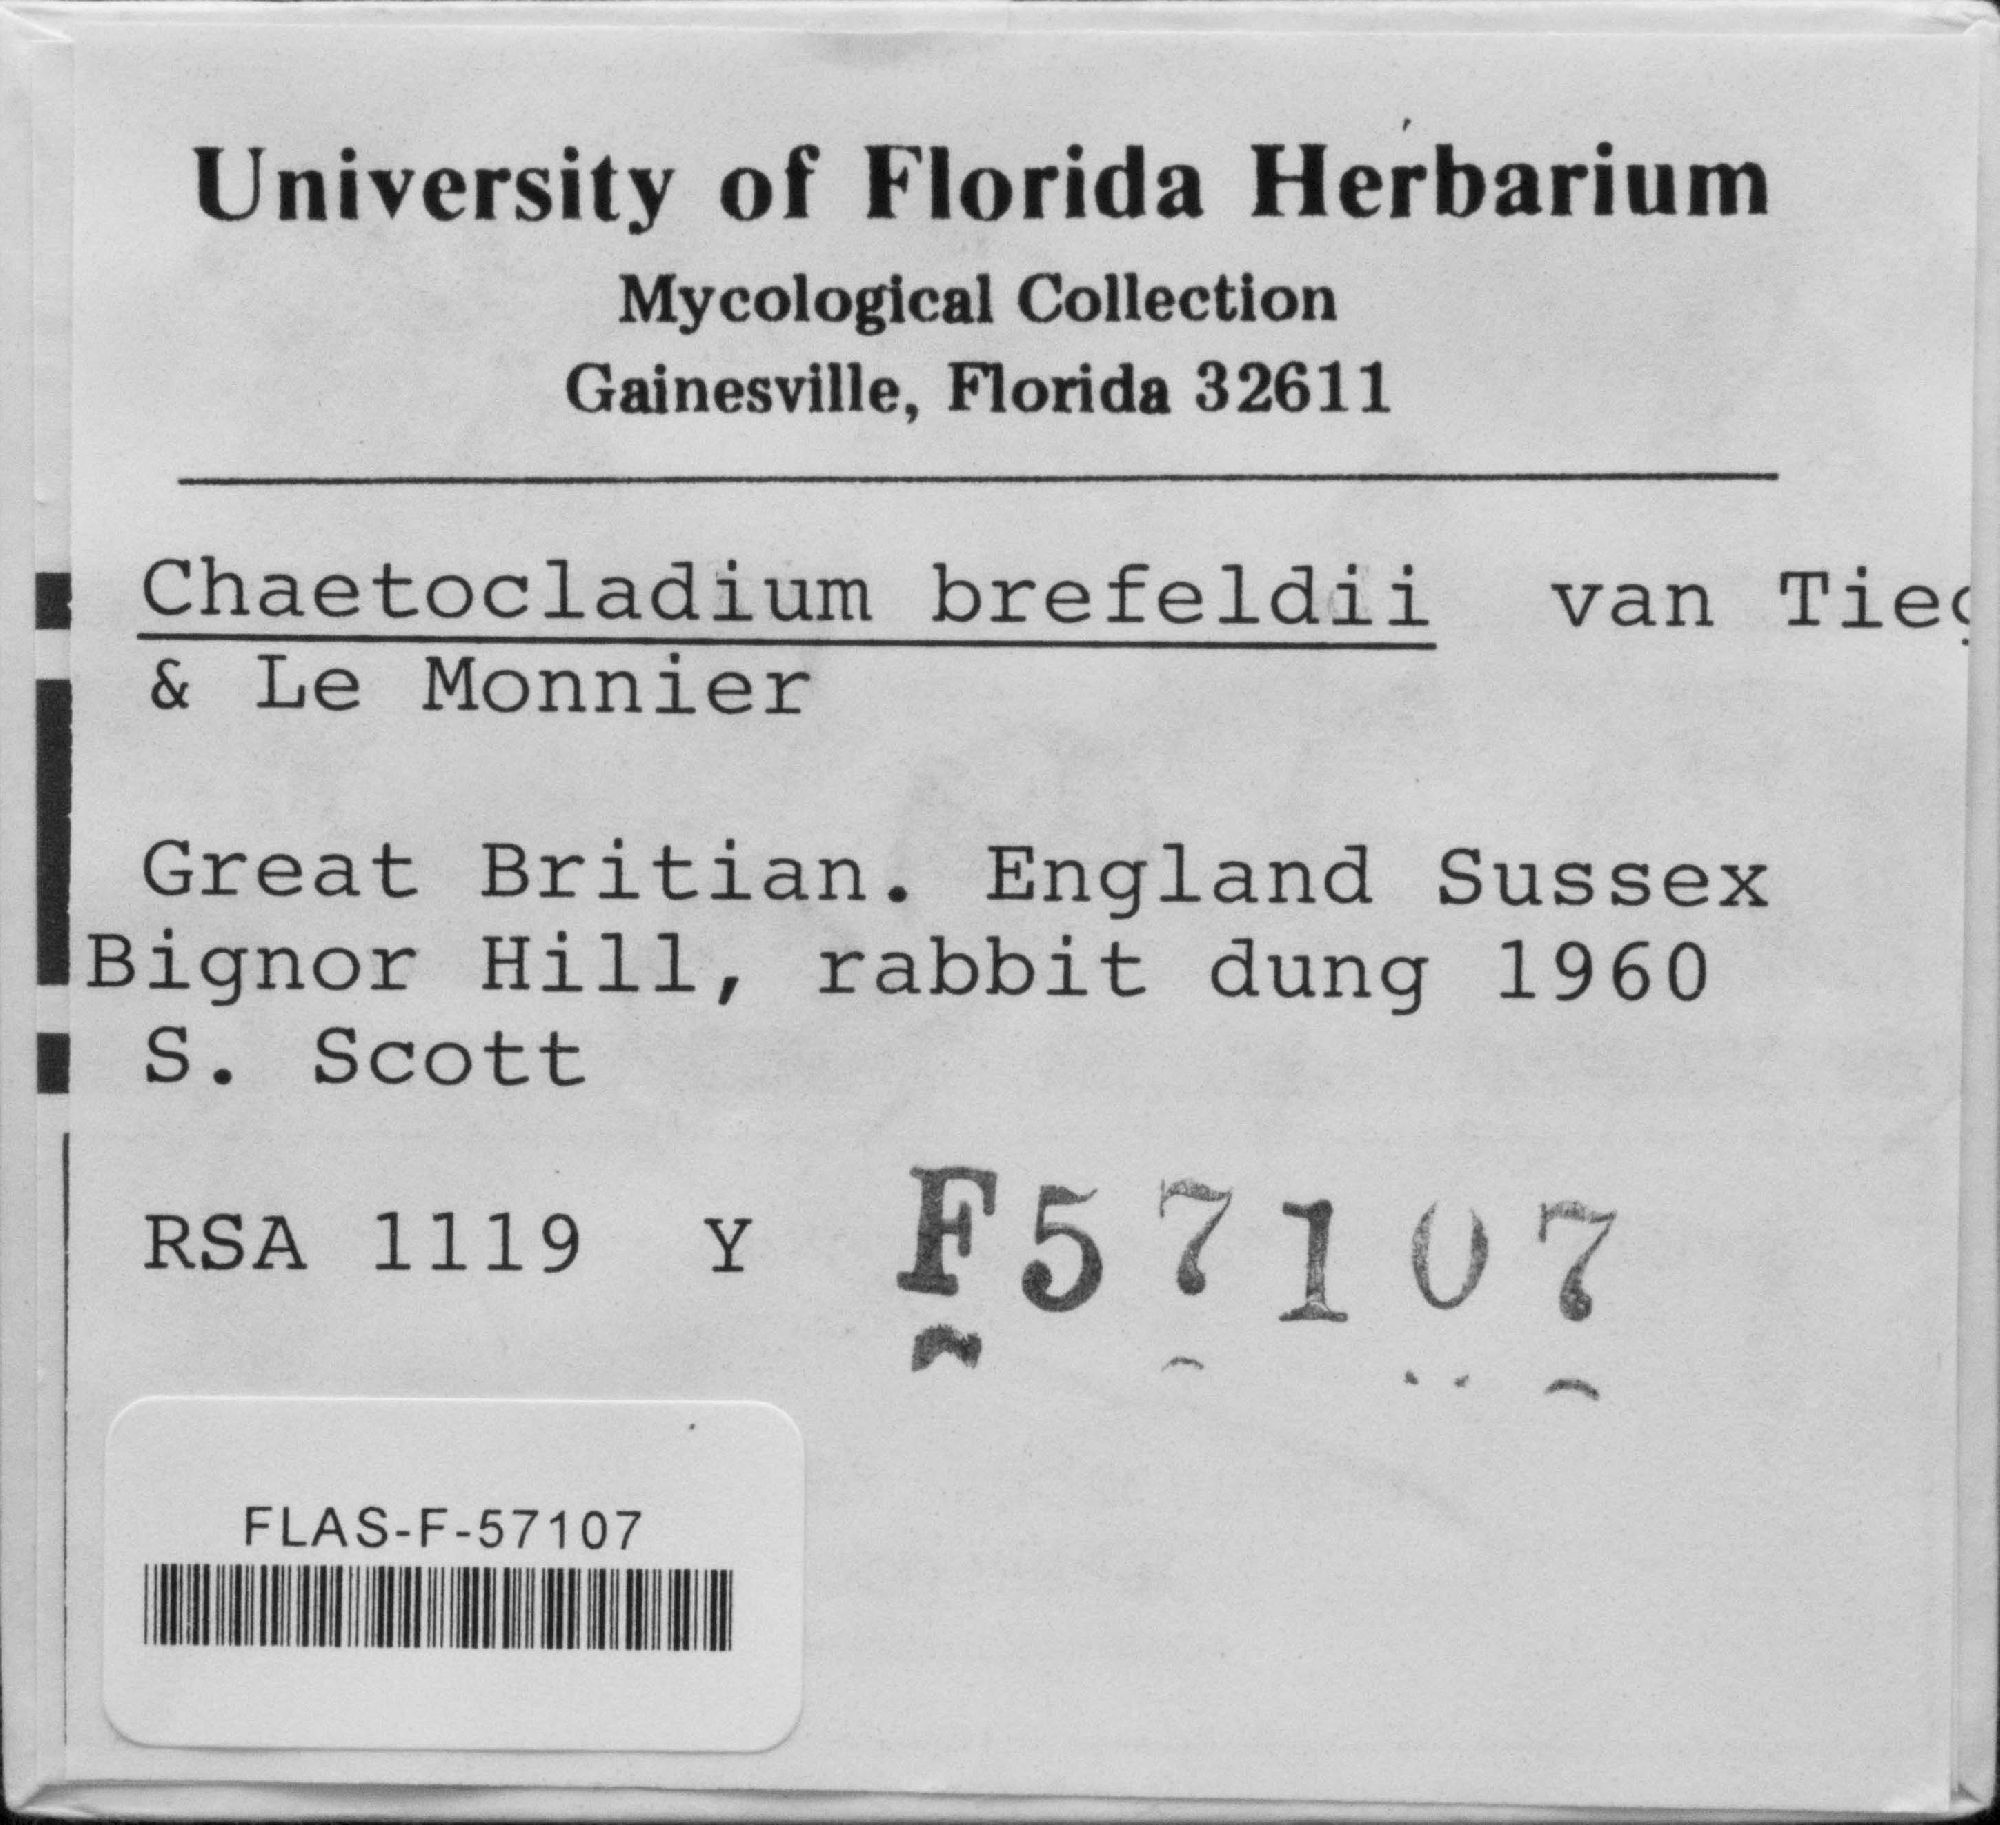 University of Florida Herbarium
Mycological Collection
Gainesville, Florida 32611
Chaetocladium brefeldii van Tieg
& Le Monnier
Great Britian. England Sussex
Bignor Hill, rabbit dung 1960
S. Scott
RSA 1119 Y F57107
FLAS-F-57107